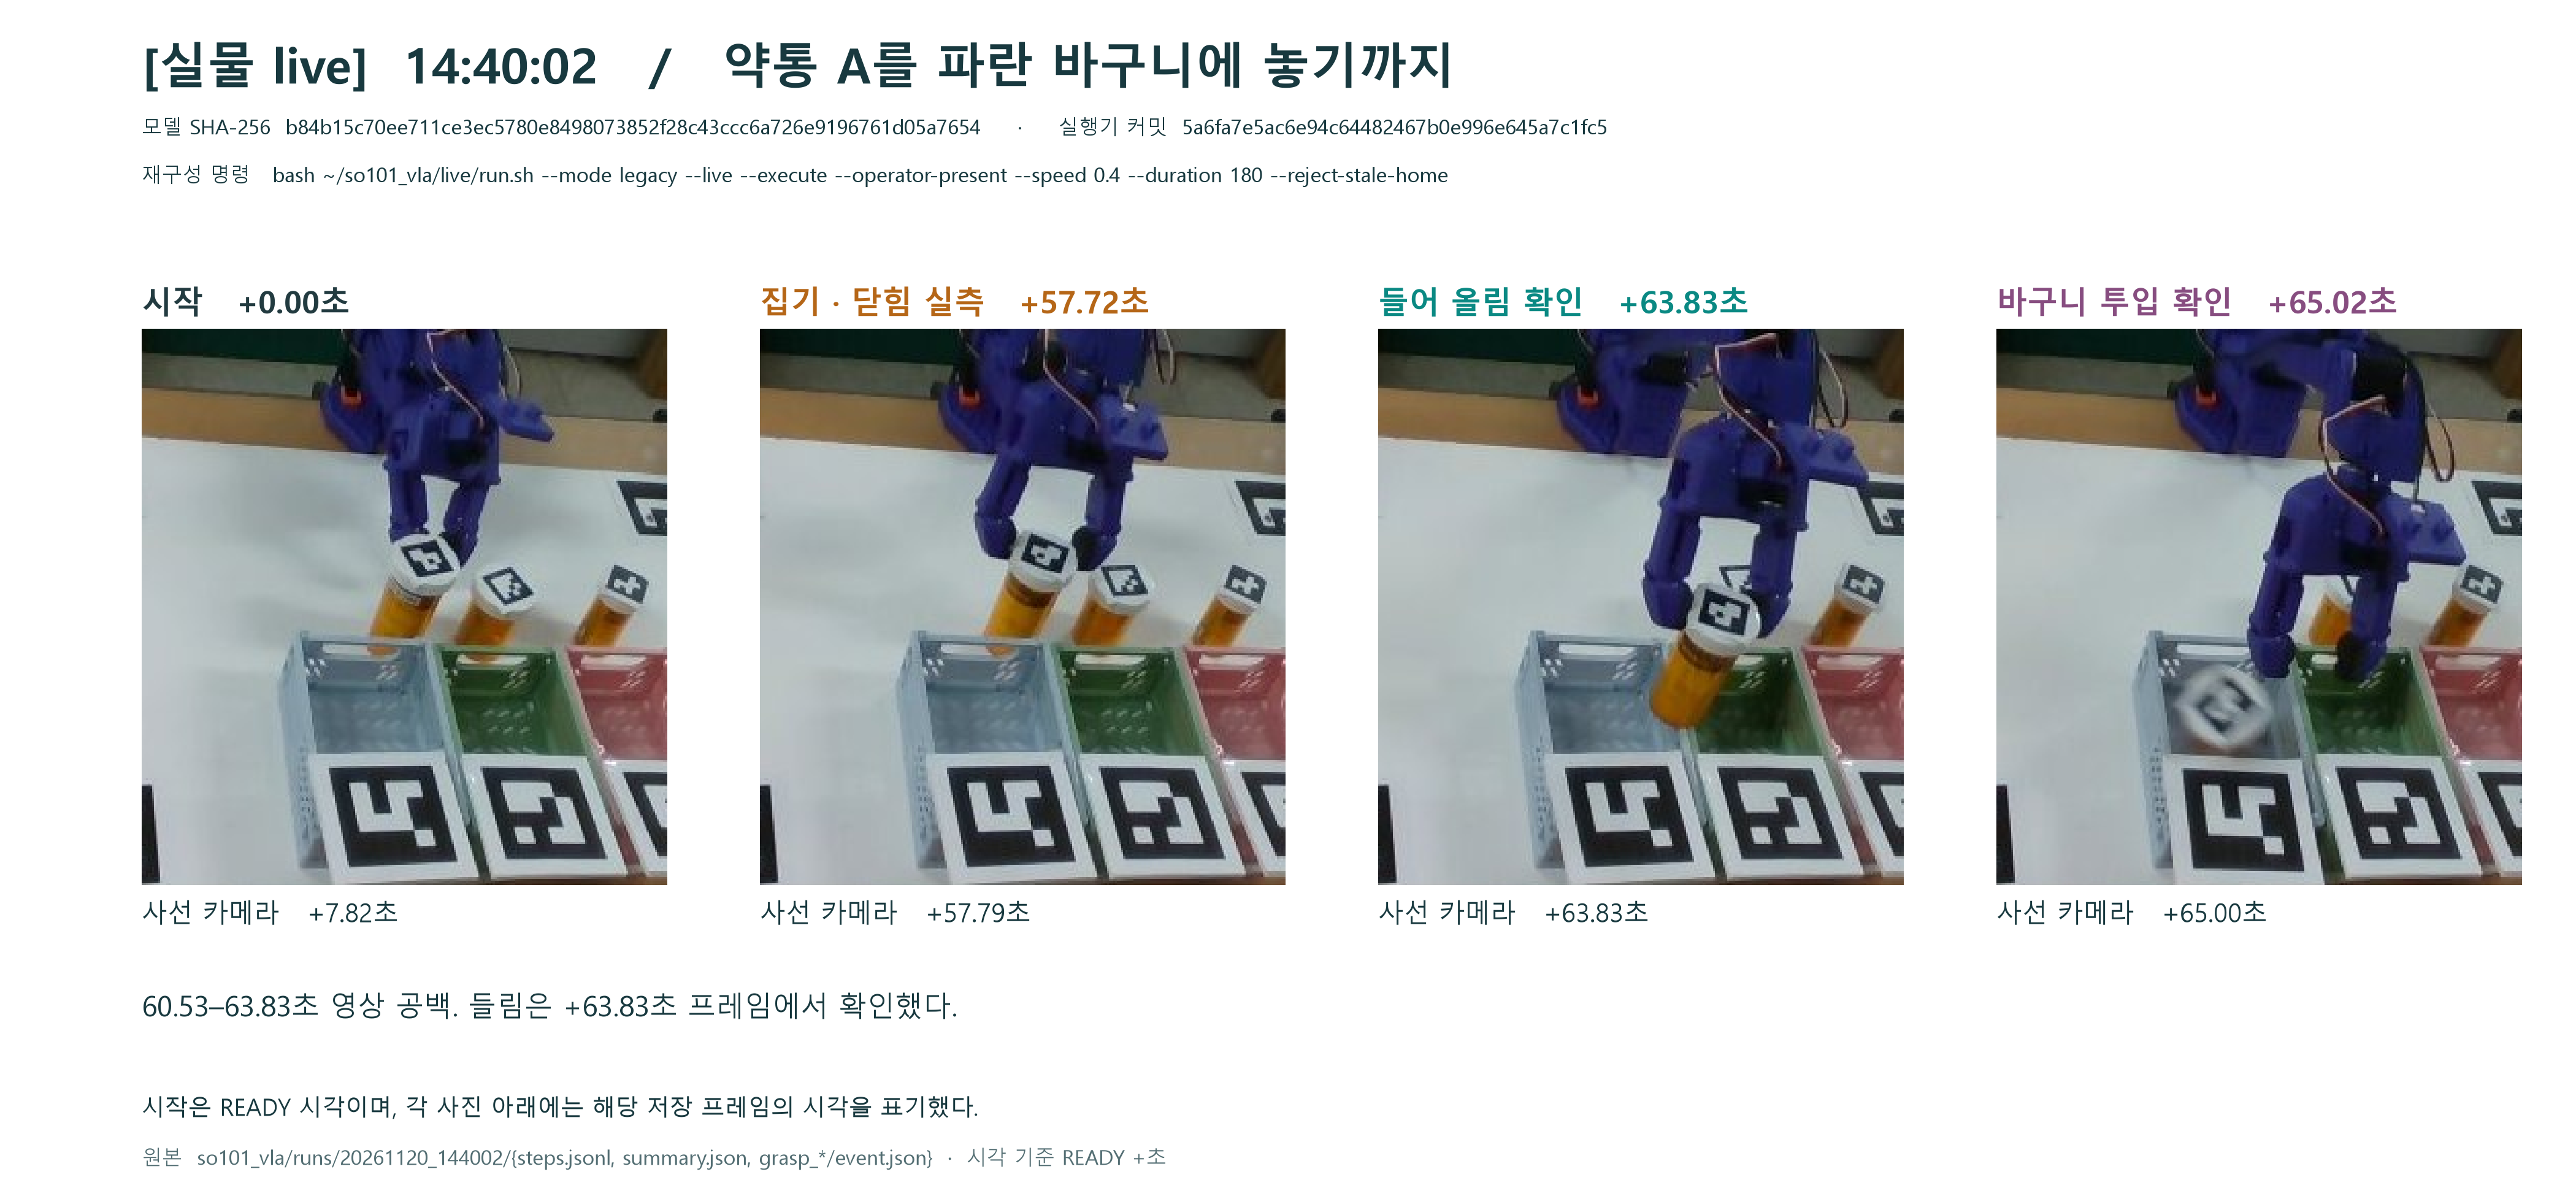 [실물 live] 14:40:02 / 약통 A를 파란 바구니에 놓기까지
모델 SHA-256 b84b15c70ee711ce3ec5780e8498073852f28c43ccc6a726e9196761d05a7654 · 실행기 커밋 5a6fa7e5ac6e94c64482467b0e996e645a7c1fc5
재구성 명령 bash ~/so101_vla/live/run.sh --mode legacy --live --execute --operator-present --speed 0.4 --duration 180 --reject-stale-home
시작 +0.00초
집기 · 닫힘 실측 +57.72초
들어 올림 확인 +63.83초
바구니 투입 확인 +65.02초
사선 카메라 +7.82초
사선 카메라 +57.79초
사선 카메라 +63.83초
사선 카메라 +65.00초
60.53–63.83초 영상 공백. 들림은 +63.83초 프레임에서 확인했다.
시작은 READY 시각이며, 각 사진 아래에는 해당 저장 프레임의 시각을 표기했다.
원본 so101_vla/runs/20261120_144002/{steps.jsonl, summary.json, grasp_*/event.json} · 시각 기준 READY +초